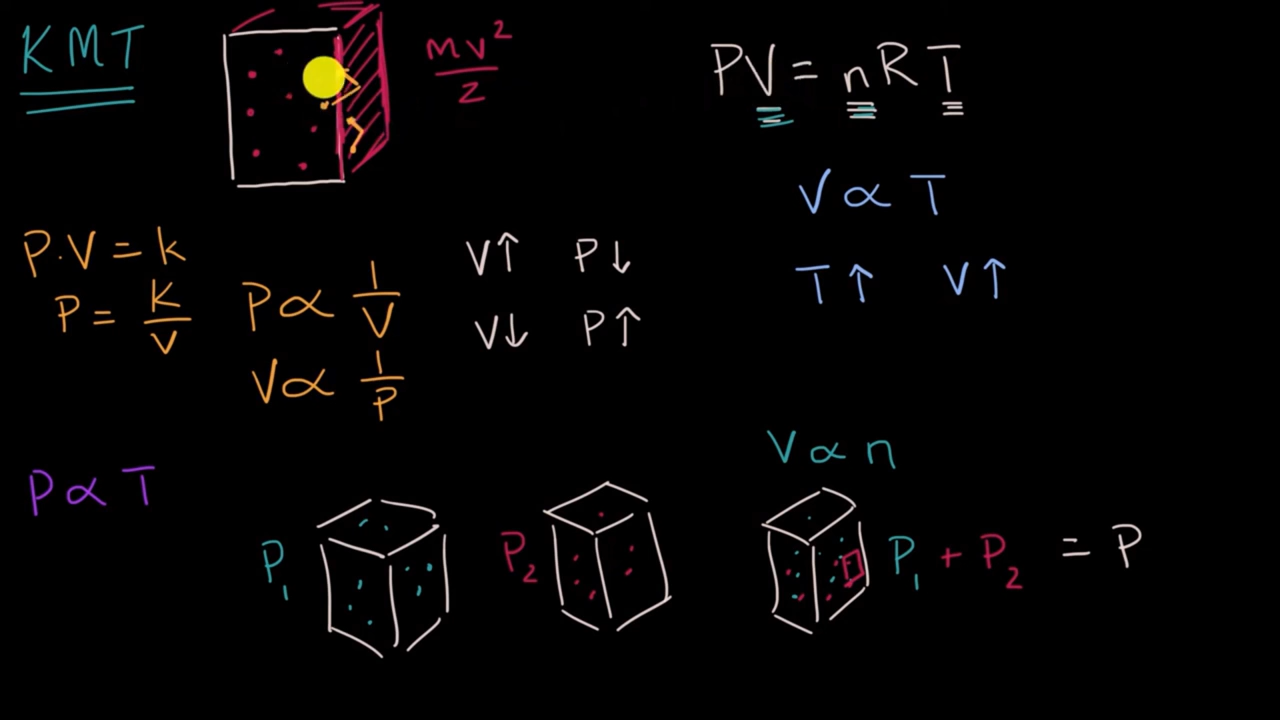 KMT
mv²/2
PV = nRT
V ∝ T
T↑ V↑
P·V = k
P = k/V
P ∝ 1/V
V ∝ 1/P
V↑ P↓
V↓ P↑
P ∝ T
V ∝ n
P₁
P₂
P₁ + P₂ = P